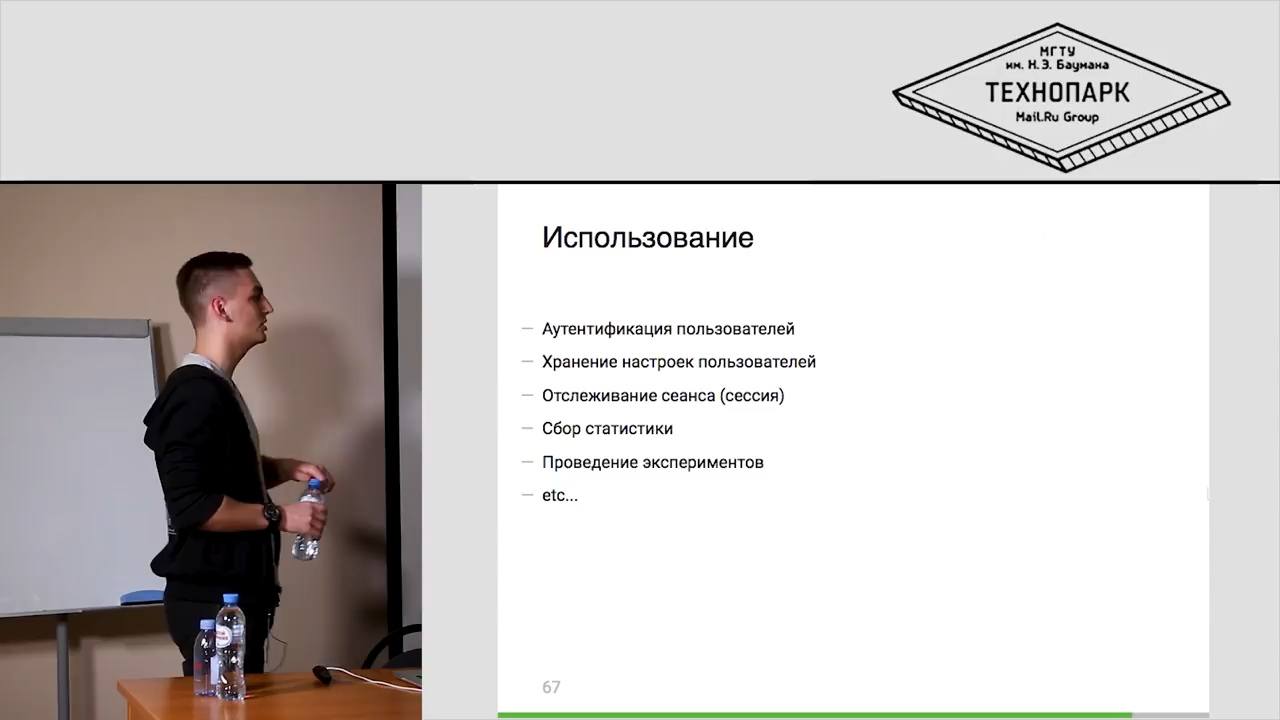 МГТУ
им. Н.Э. Баумана
ТЕХНОПАРК
Mail.Ru Group
Использование
— Аутентификация пользователей
— Хранение настроек пользователей
— Отслеживание сеанса (сессия)
— Сбор статистики
— Проведение экспериментов
— etc...
67